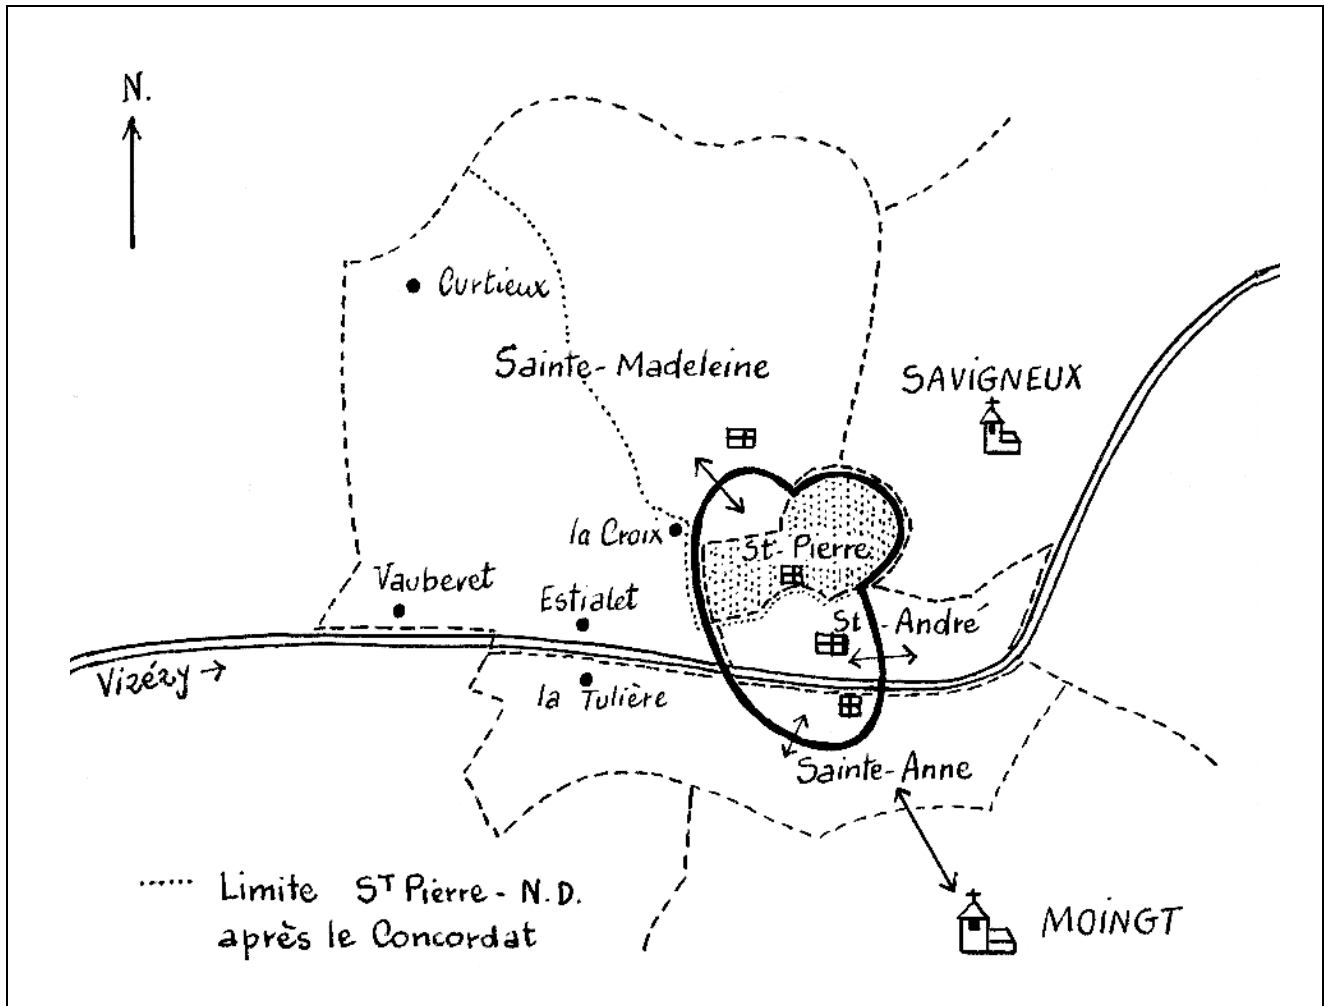 N.
Curtieux
Sainte-Madeleine
SAVIGNEUX
la Croix
St-Pierre
Vauberet
Estialet
St-André
Vizézy →
la Tulière
Sainte-Anne
...... Limite ST Pierre - N.D.
après le Concordat
MOINGT